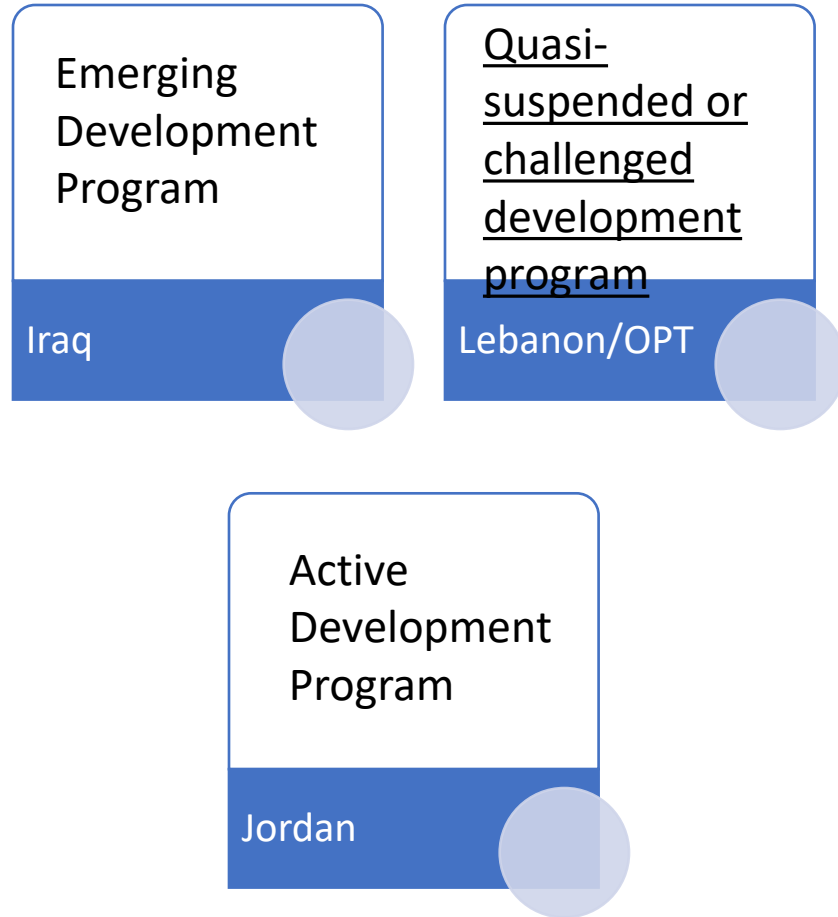 Emerging
Development
Program
Iraq
Quasi-
suspended or
challenged
development
program
Lebanon/OPT
Active
Development
Program
Jordan